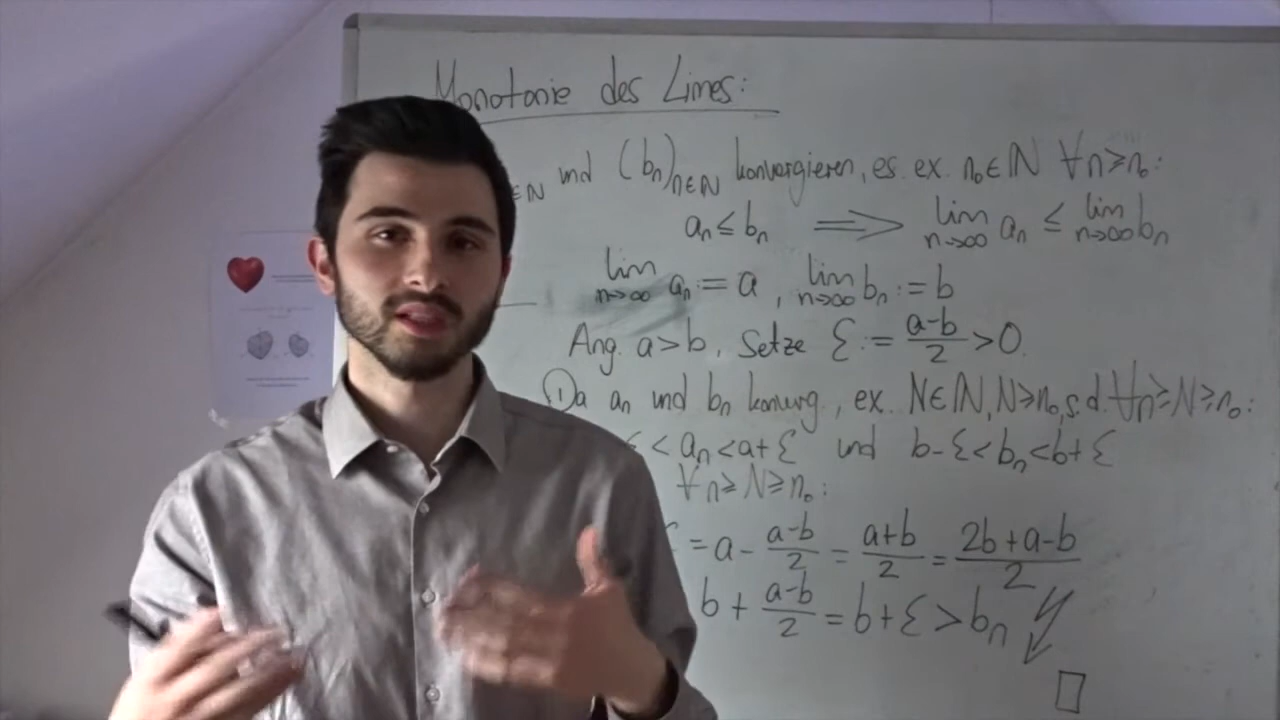 Monotonie des Limes:
∈N und (bₙ)n∈N konvergieren, es ex. n₀∈N ∀n≥n₀:
aₙ ≤ bₙ ⟹ lim n→∞ aₙ ≤ lim n→∞ bₙ
lim n→∞ aₙ := a , lim n→∞ bₙ := b
Ang. a>b, Setze ε := (a-b)/2 > 0.
① Da aₙ und bₙ konverg., ex. N∈N, N≥n₀, s.d. ∀n≥N≥n₀:
ε < aₙ < a+ε und b-ε < bₙ < b+ε
∀n≥N≥n₀:
= a - (a-b)/2 = (a+b)/2 = (2b+a-b)/2
b + (a-b)/2 = b+ε > bₙ